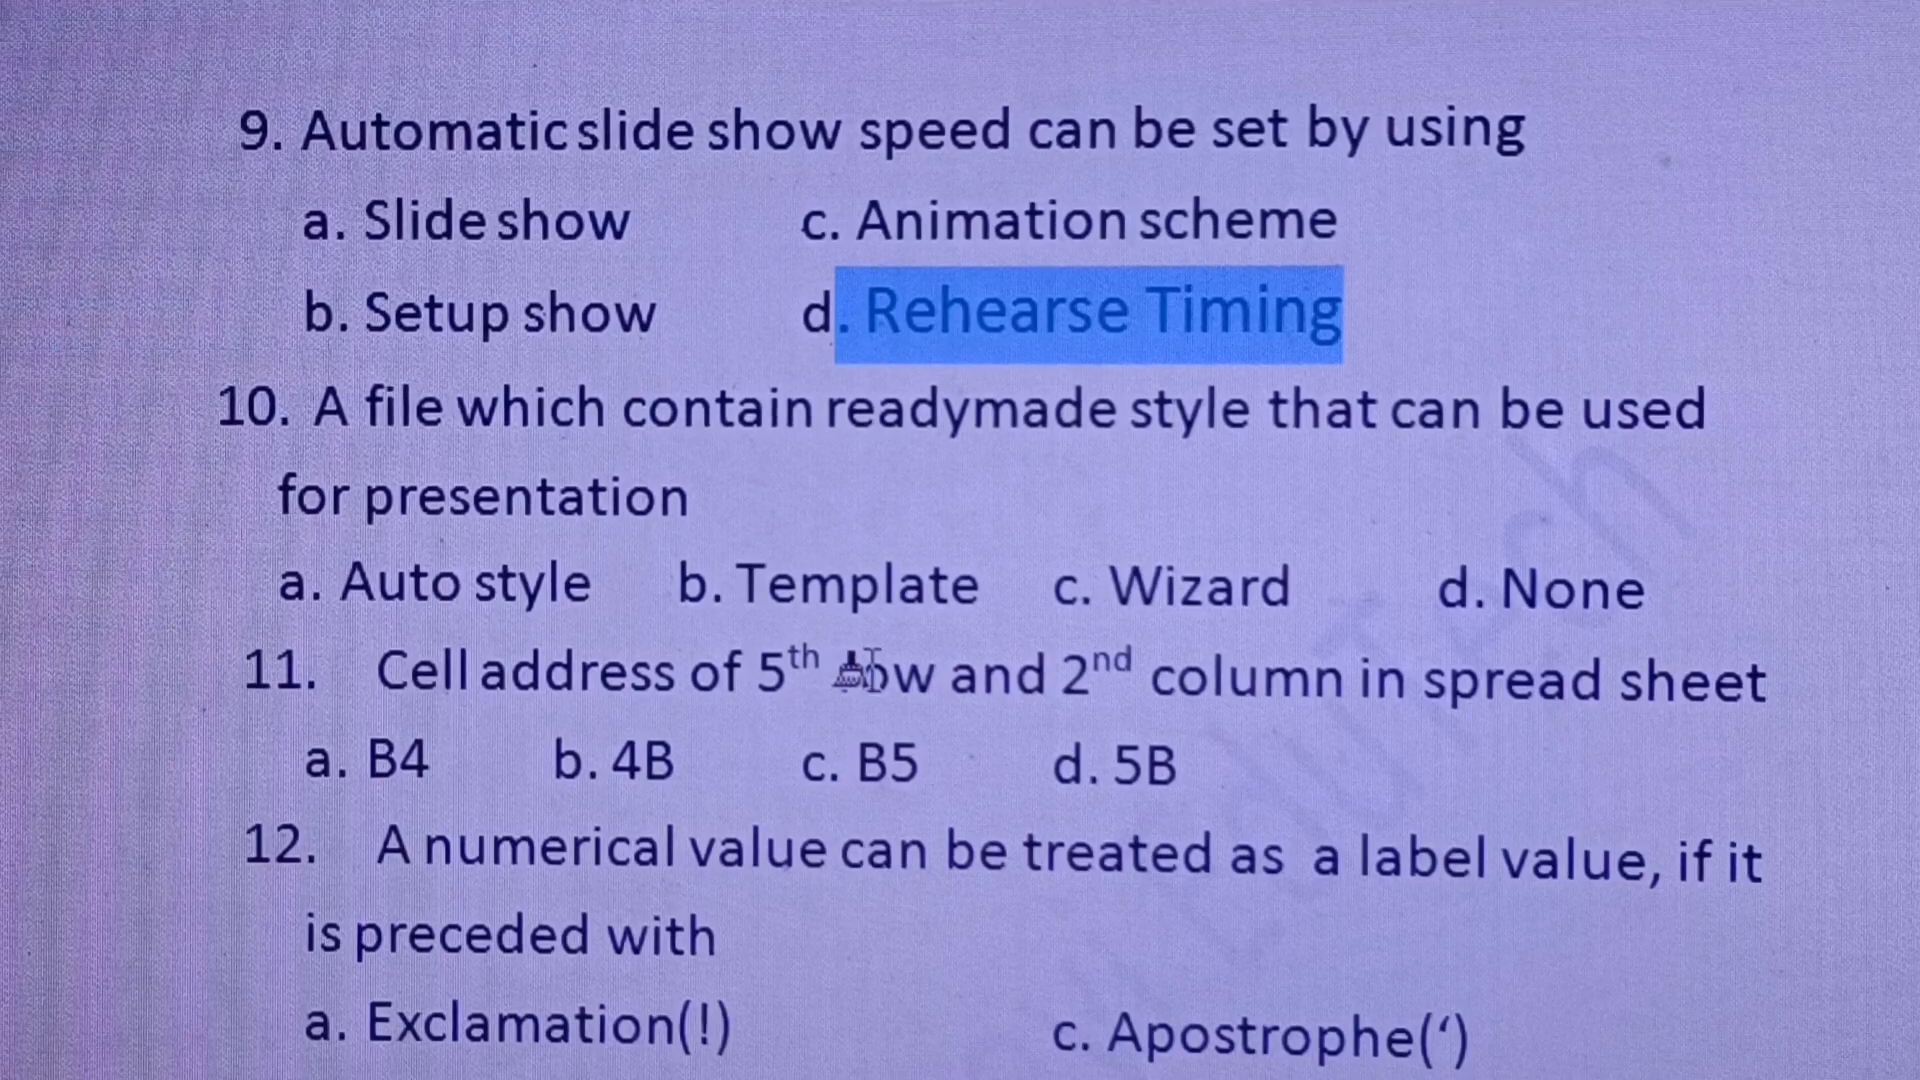 9. Automatic slide show speed can be set by using
a. Slide show c. Animation scheme
b. Setup show d. Rehearse Timing
10. A file which contain readymade style that can be used
for presentation
a. Auto style b. Template c. Wizard d. None
11. Cell address of 5th row and 2nd column in spread sheet
a. B4 b. 4B c. B5 d. 5B
12. A numerical value can be treated as a label value, if it
is preceded with
a. Exclamation(!) c. Apostrophe(‘)